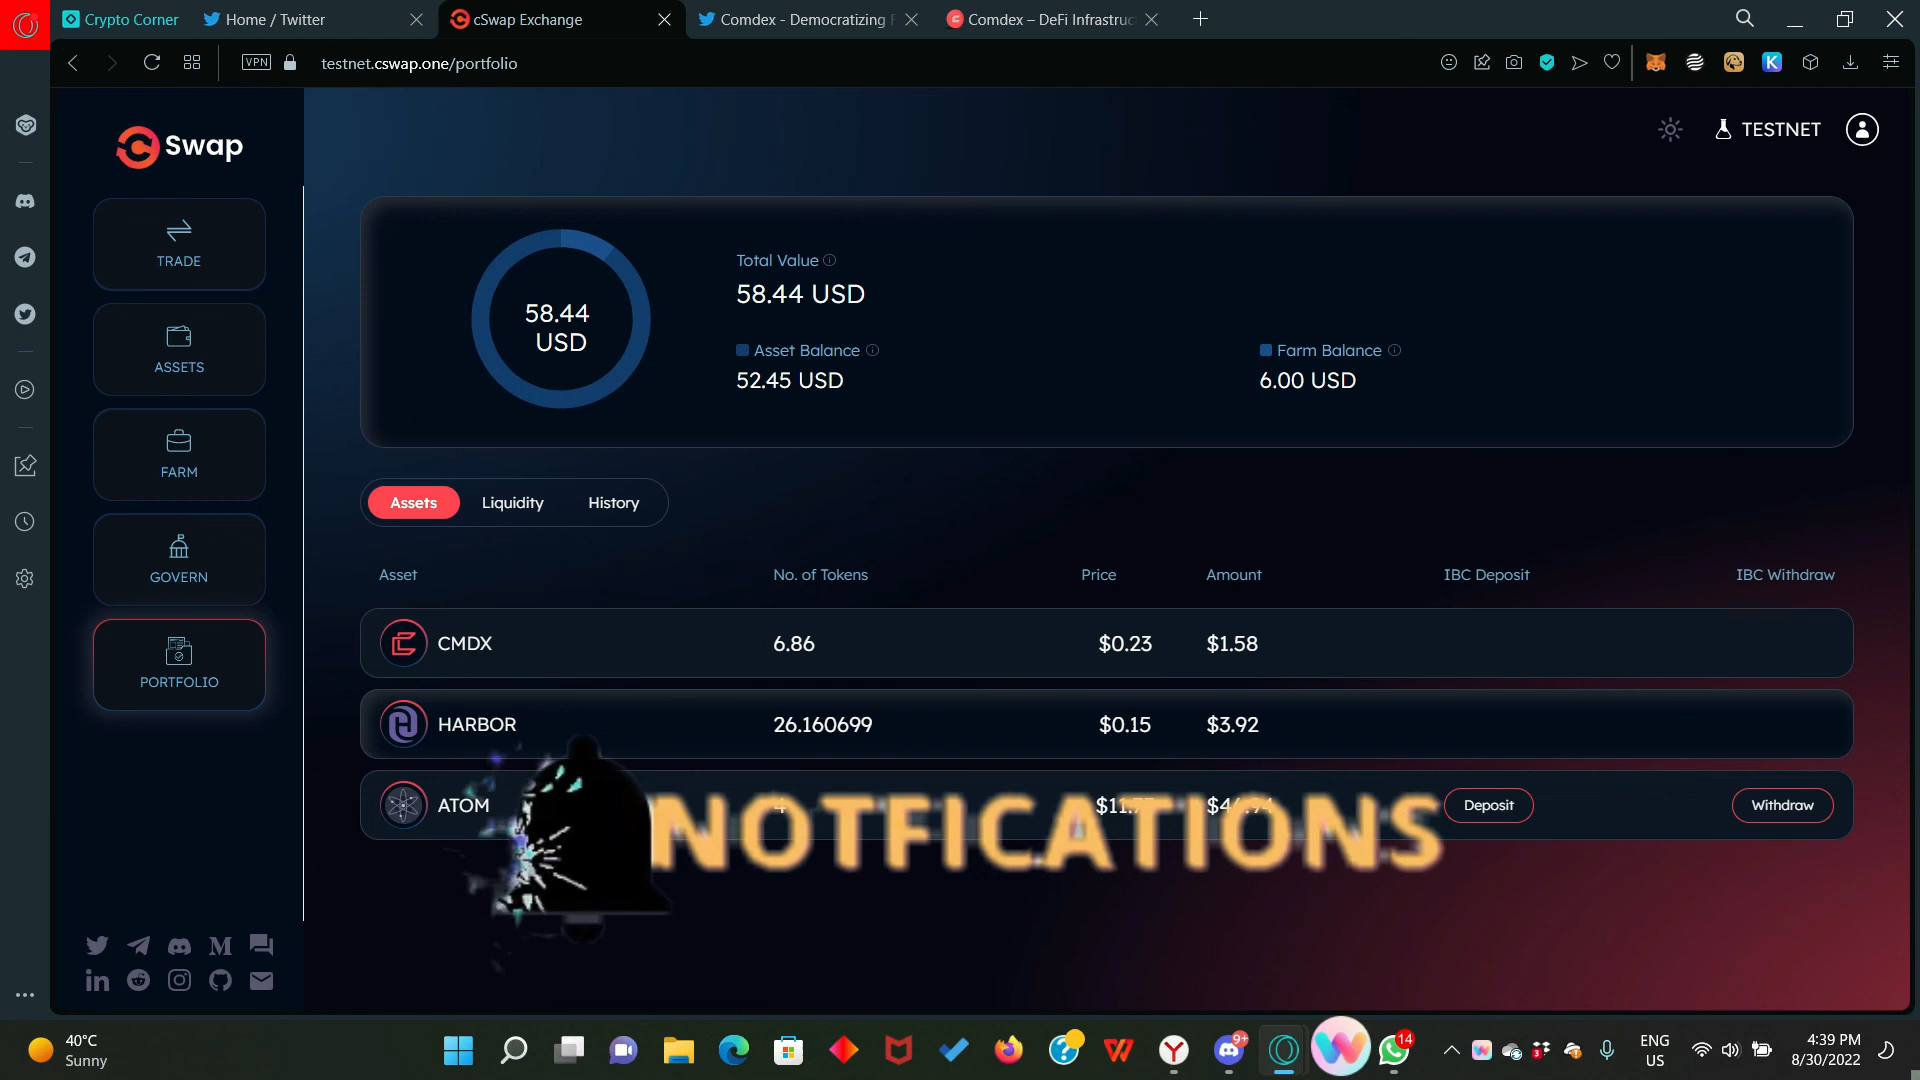 Crypto Corner
Home / Twitter
cSwap Exchange
Comdex - Democratizing F
Comdex – DeFi Infrastruc
VPN
testnet.cswap.one/portfolio
Swap
TESTNET
TRADE
ASSETS
FARM
GOVERN
PORTFOLIO
58.44
USD
Total Value
58.44 USD
Asset Balance
52.45 USD
Farm Balance
6.00 USD
Assets Liquidity History
Asset No. of Tokens Price Amount IBC Deposit IBC Withdraw
CMDX 6.86 $0.23 $1.58
HARBOR 26.160699 $0.15 $3.92
ATOM Deposit Withdraw
NOTFICATIONS
40°C
Sunny
9+
14
3
ENG
US
4:39 PM
8/30/2022